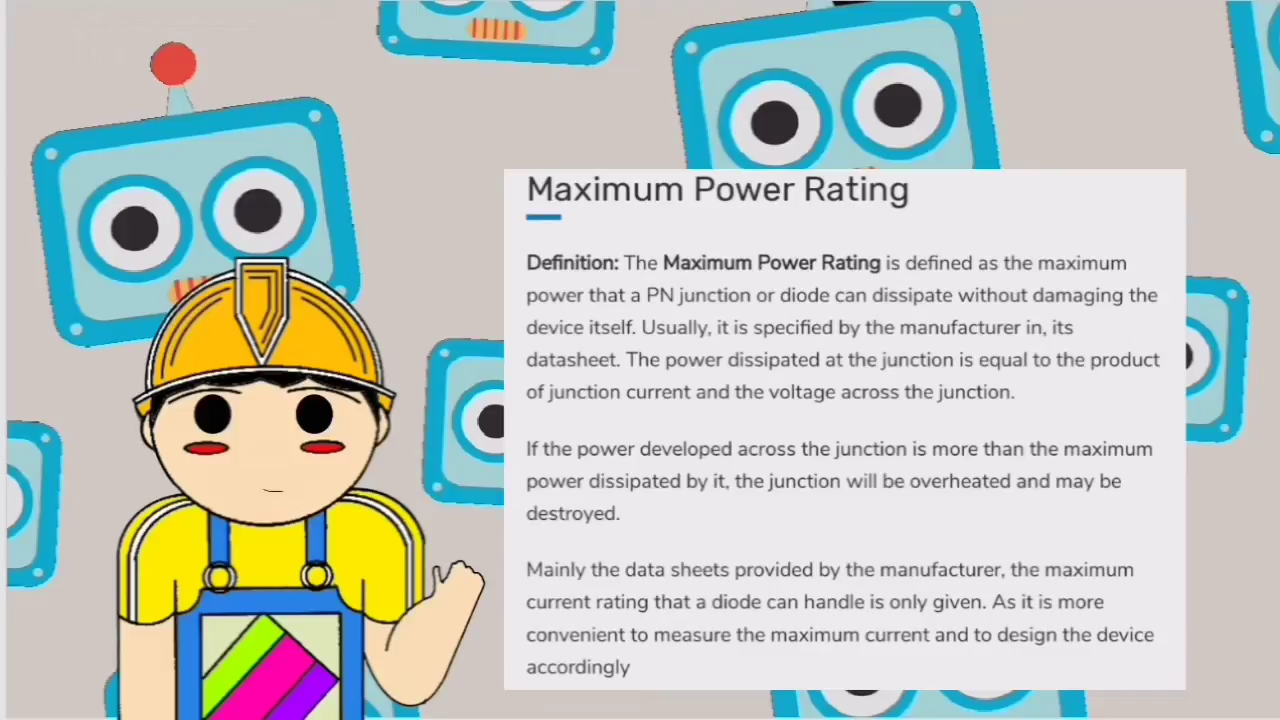 Maximum Power Rating
Definition: The Maximum Power Rating is defined as the maximum
power that a PN junction or diode can dissipate without damaging the
device itself. Usually, it is specified by the manufacturer in, its
datasheet. The power dissipated at the junction is equal to the product
of junction current and the voltage across the junction.
If the power developed across the junction is more than the maximum
power dissipated by it, the junction will be overheated and may be
destroyed.
Mainly the data sheets provided by the manufacturer, the maximum
current rating that a diode can handle is only given. As it is more
convenient to measure the maximum current and to design the device
accordingly